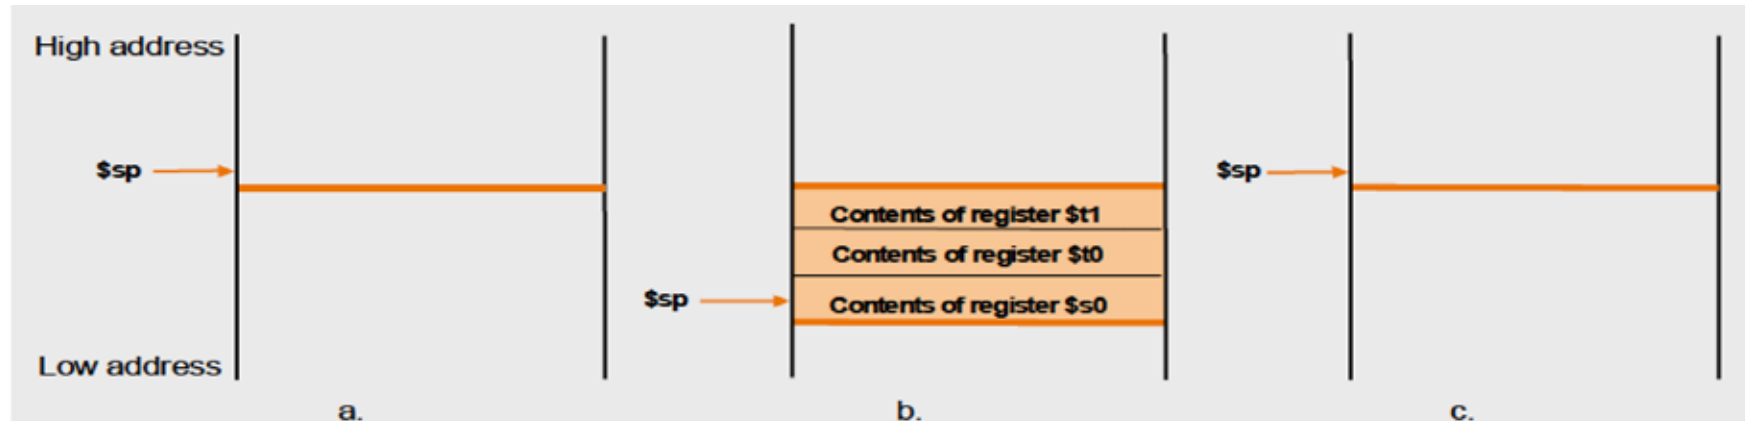 High address
$sp
Contents of register $t1
$sp
Contents of register $t0
$sp
Contents of register $s0
Low address
a.
b.
c.